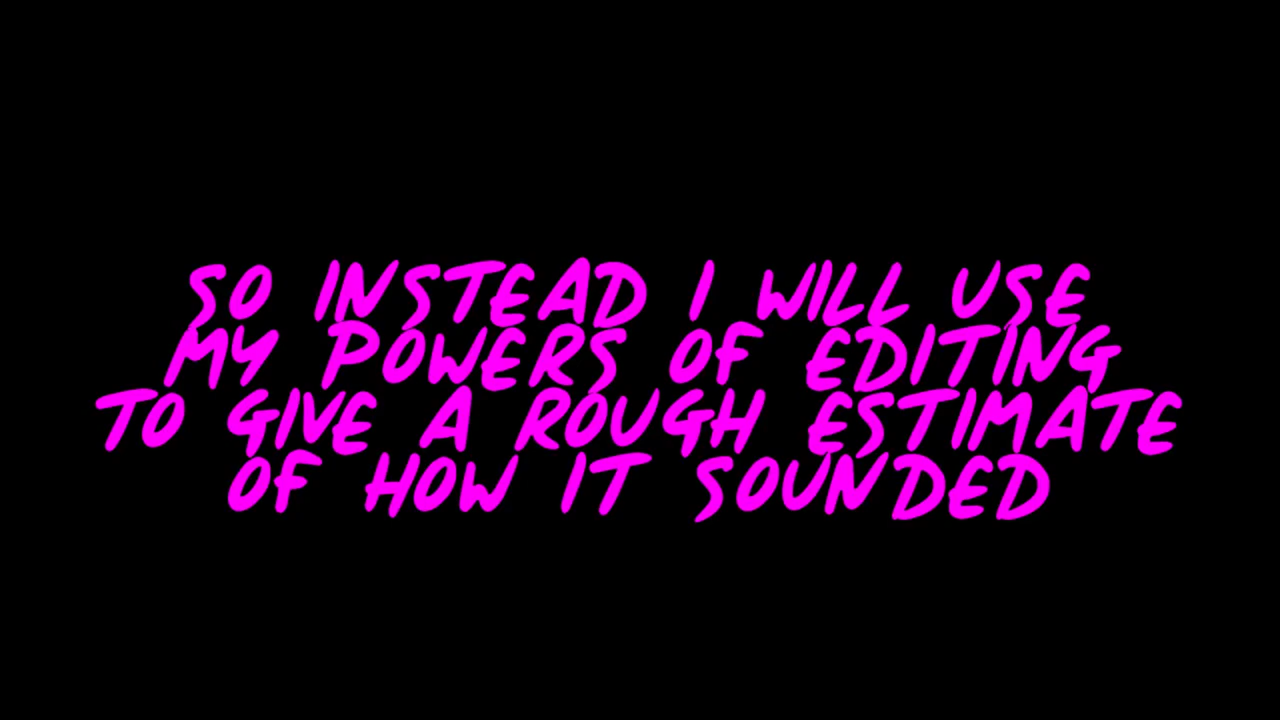 SO INSTEAD I WILL USE
MY POWERS OF EDITING
TO GIVE A ROUGH ESTIMATE
OF HOW IT SOUNDED